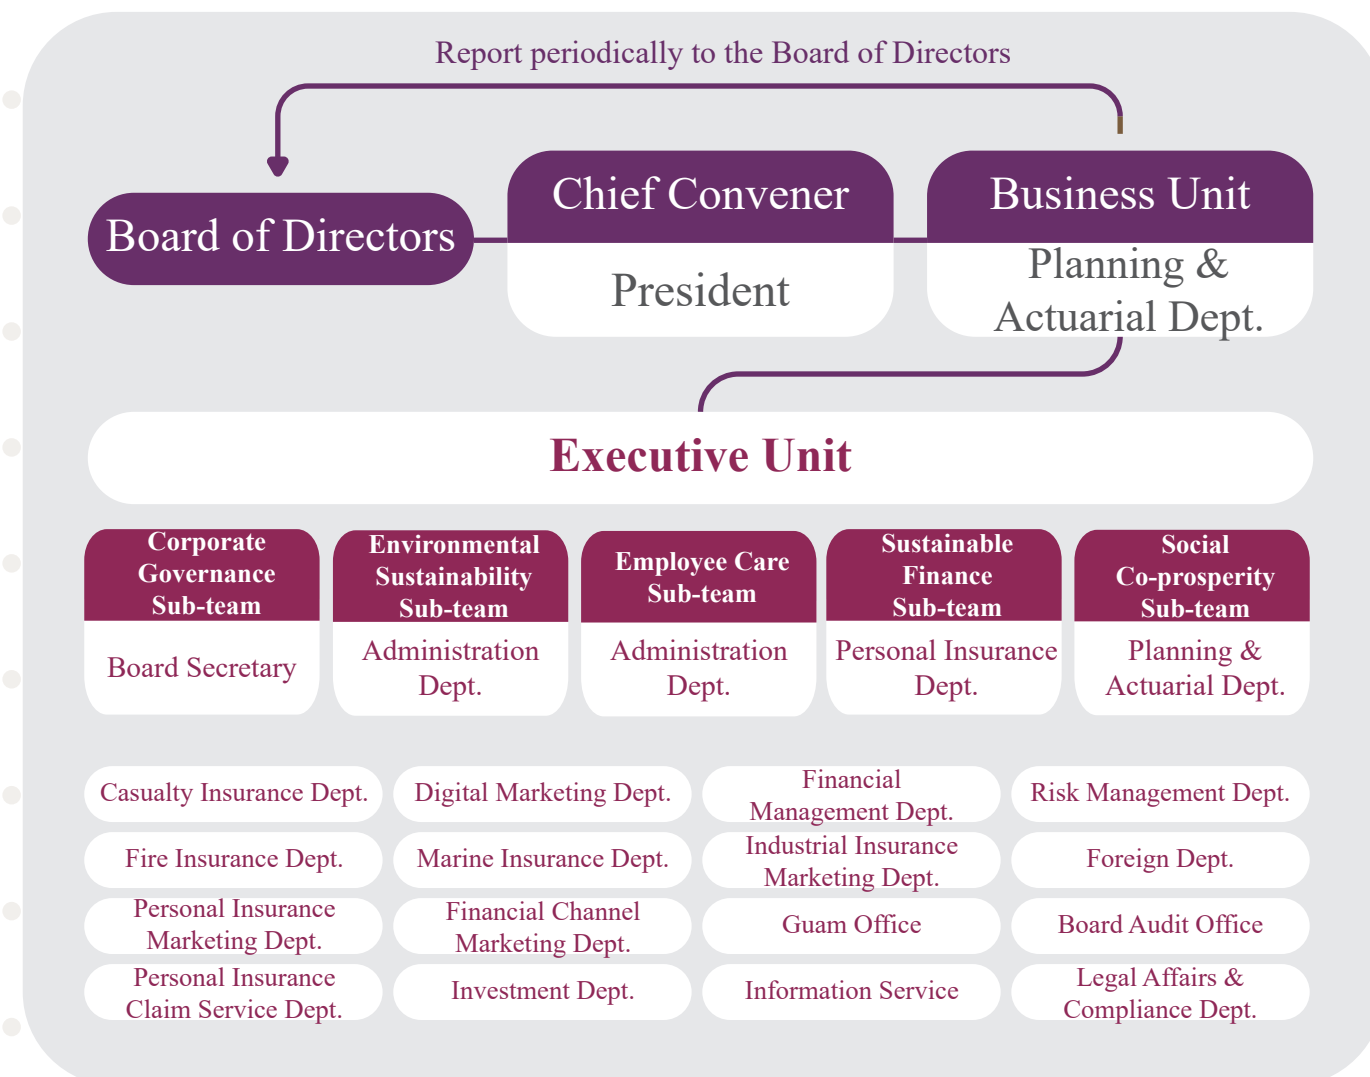 Report periodically to the Board of Directors
Board of Directors
Chief Convener
President
Business Unit
Planning &
Actuarial Dept.
Executive Unit
Corporate
Governance
Sub-team
Board Secretary
Environmental
Sustainability
Sub-team
Administration
Dept.
Employee Care
Sub-team
Administration
Dept.
Sustainable
Finance
Sub-team
Personal Insurance
Dept.
Social
Co-prosperity
Sub-team
Planning &
Actuarial Dept.
Casualty Insurance Dept.
Digital Marketing Dept.
Financial
Management Dept.
Risk Management Dept.
Fire Insurance Dept.
Marine Insurance Dept.
Industrial Insurance
Marketing Dept.
Foreign Dept.
Personal Insurance
Marketing Dept.
Financial Channel
Marketing Dept.
Guam Office
Board Audit Office
Personal Insurance
Claim Service Dept.
Investment Dept.
Information Service
Legal Affairs &
Compliance Dept.